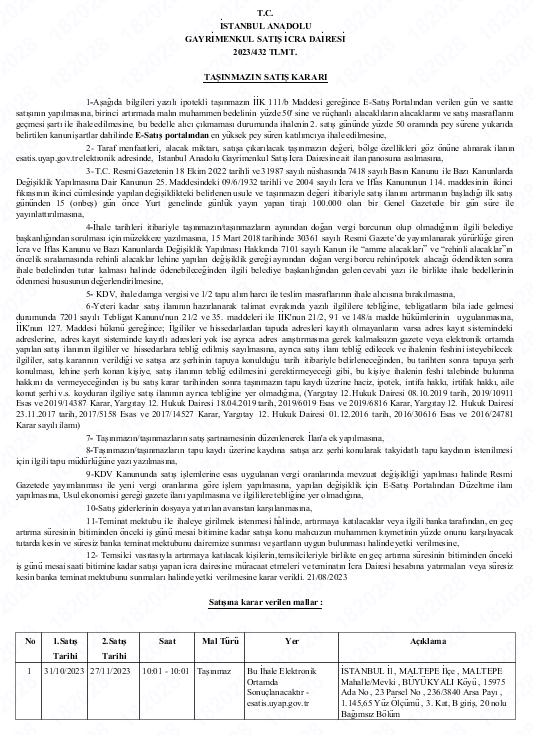 T.C.
İSTANBUL ANADOLU
GAYRİMENKUL SATIŞ İCRA DAİRESİ
2023/432 TLMT.
TAŞINMAZIN SATIŞ KARARI
1-Aşağıda bilgileri yazılı ipotekli taşınmazın İİK 111/b Maddesi gereğince E-Satış Portalından verilen gün ve saatte
satışının yapılmasına, birinci artırmada malın muhammen bedelinin yüzde 50'sine ve rüçhanlı alacaklıların alacaklarını ve satış masraflarını
geçmesi şartı ile ihale edilmesine, bu bedelle alıcı çıkmaması durumunda ihalenin 2. satış gününde yüzde 50 oranında pey sürene yukarıda
belirtilen kanuni şartlar dahilinde E-Satış portalından en yüksek pey süren katılımcıya ihale edilmesine,
2- Taraf menfaatleri, alacak miktarı, satışa çıkarılacak taşınmazın değeri, bölge özellikleri göz önüne alınarak ilanın
esatis.uyap.gov.tr elektronik adresinde, İstanbul Anadolu Gayrimenkul Satış İcra Dairesine ait ilan panosuna asılmasına,
3-T.C. Resmi Gazetenin 18 Ekim 2022 tarihli ve 31987 sayılı nüshasında 7418 sayılı Basın Kanunu ile Bazı Kanunlarda
Değişiklik Yapılmasına Dair Kanunun 25. Maddesindeki 09/6/1932 tarihli ve 2004 sayılı İcra ve İflas Kanununun 114. maddesinin ikinci
fıkrasının ikinci cümlesinde yapılan değişiklikteki belirlenen usule ve taşınmazın değeri itibariyle satış ilanını artırmanın başladığı ilk satış
gününden 15 (onbeş) gün önce Yurt genelinde günlük yayın yapan tirajı 100.000 olan bir Genel Gazetede bir gün süre ile
yayınlattırılmasına,
4-İhale tarihleri itibariyle taşınmazın/taşınmazların aynından doğan vergi borcunun olup olmadığının ilgili belediye
başkanlığından sorulması için müzekkere yazılmasına, 15 Mart 2018 tarihinde 30361 sayılı Resmi Gazete'de yayımlanarak yürürlüğe giren
İcra ve İflas Kanunu ve Bazı Kanunlarda Değişiklik Yapılması Hakkında 7101 sayılı Kanun ile “amme alacakları” ve “rehinli alacaklar”ın
öncelik sıralamasında rehinli alacaklar lehine yapılan değişiklik gereği aynından doğan vergi borcu rehin/ipotek alacağı ödendikten sonra
ihale bedelinden tutar kalması halinde ödenebileceğinden ilgili belediye başkanlığından gelen cevabi yazı ile birlikte ihale bedellerinin
ödenmesi hususunun değerlendirilmesine,
5- KDV, ihale damga vergisi ve 1/2 tapu alım harcı ile teslim masraflarının ihale alıcısına bırakılmasına,
6-Yeteri kadar satış ilanının hazırlanarak talimat evrakında yazılı ilgililere tebliğine, tebligatların bila iade gelmesi
durumunda 7201 sayılı Tebligat Kanunu'nun 21/2 ve 35. maddeleri ile İİK'nun 21/2, 91 ve 148/a madde hükümlerinin uygulanmasına,
İİK'nun 127. Maddesi hükmü gereğince; İlgililer ve hissedarlardan tapuda adresleri kayıtlı olmayanların varsa adres kayıt sistemindeki
adreslerine, adres kayıt sisteminde kayıtlı adresleri yok ise ayrıca adres araştırmasına gerek kalmaksızın gazete veya elektronik ortamda
yapılan satış ilanının ilgililer ve hissedarlara tebliğ edilmiş sayılmasına, ayrıca satış ilanı tebliğ edilecek ve ihalenin feshini isteyebilecek
ilgililer, satış kararının verildiği ve satışa arz şerhinin tapuya konulduğu tarih itibariyle belirleneceğinden, bu tarihten sonra tapuya şerh
konulması, lehine şerh konan kişiye, satış ilanının tebliğ edilmesini gerektirmeyeceği gibi, bu kişiye ihalenin feshi talebinde bulunma
hakkını da vermeyeceğinden iş bu satış karar tarihinden sonra taşınmazın tapu kaydı üzerine haciz, ipotek, intifa hakkı, irtifak hakkı, aile
konut şerhi v.s. koyduran ilgiliye satış ilanının ayrıca tebliğine yer olmadığına, (Yargıtay 12. Hukuk Dairesi 08.10.2019 tarih, 2019/10911
Esas ve 2019/14387 Karar, Yargıtay 12. Hukuk Dairesi 18.04.2019 tarih, 2019/6019 Esas ve 2019/6816 Karar, Yargıtay 12. Hukuk Dairesi
23.11.2017 tarih, 2017/5158 Esas ve 2017/14527 Karar, Yargıtay 12. Hukuk Dairesi 01.12.2016 tarih, 2016/30616 Esas ve 2016/24781
Karar sayılı ilamı)
7- Taşınmazın/taşınmazların satış şartnamesinin düzenlenerek İlan'a ek yapılmasına,
8-Taşınmazın/taşınmazların tapu kaydı üzerine kaydına satışa arz şerhi konularak takyidatlı tapu kaydının istenilmesi
için ilgili tapu müdürlüğüne yazı yazılmasına,
9-KDV Kanununda satış işlemlerine esas uygulanan vergi oranlarında mevzuat değişikliği yapılması halinde Resmi
Gazetede yayımlanması ile yeni vergi oranlarına göre işlem yapılmasına, yapılan değişiklik için E-Satış Portalından Düzeltme ilanı
yapılmasına, Usul ekonomisi gereği gazete ilanı yapılmasına ve ilgililere tebliğine yer olmadığına,
10-Satış giderlerinin dosyaya yatırılan avanstan karşılanmasına,
11-Teminat mektubu ile ihaleye girilmek istenmesi hâlinde, artırmaya katılacaklar veya ilgili banka tarafından, en geç
artırma süresinin bitiminden önceki iş günü mesai bitimine kadar satışa konu mahcuzun muhammen kıymetinin yüzde onunu karşılayacak
tutarda kesin ve süresiz banka teminat mektubunu dairemize sunması ve şartların uygun bulunması halinde yetki verilmesine,
12- Temsilci vasıtasıyla artırmaya katılacak kişilerin, temsilcileriyle birlikte en geç artırma süresinin bitiminden önceki
iş günü mesai saati bitimine kadar satışı yapan icra dairesine müracaat etmeleri ve teminatın İcra Dairesi hesabına yatırmaları veya süresiz
kesin banka teminat mektubunu sunmaları halinde yetki verilmesine karar verildi. 21/08/2023
Satışına karar verilen mallar :
No 1.Satış Tarihi 2.Satış Tarihi Saat Mal Türü Yer Açıklama
1 31/10/2023 27/11/2023 10:01 - 10:01 Taşınmaz Bu İhale Elektronik İSTANBUL İl, MALTEPE İlçe, MALTEPE
Ortamda Mahalle/Mevki, BÜYÜKYALI Köyü, 15975
Sonuçlanacaktır - Ada No, 23 Parsel No, 236/3840 Arsa Payı,
esatis.uyap.gov.tr 1.145,65 Yüz Ölçümü, 3. Kat, B giriş, 20 nolu
Bağımsız Bölüm